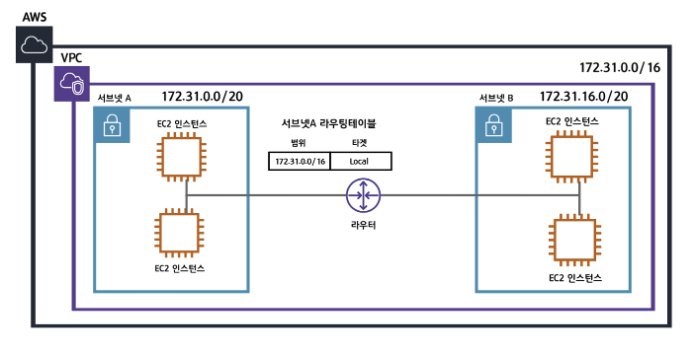 AWS
VPC
172.31.0.0/16
서브넷 A
172.31.0.0/20
EC2 인스턴스
EC2 인스턴스
서브넷A 라우팅테이블
범위
타겟
172.31.0.0/16
Local
라우터
서브넷 B
172.31.16.0/20
EC2 인스턴스
EC2 인스턴스